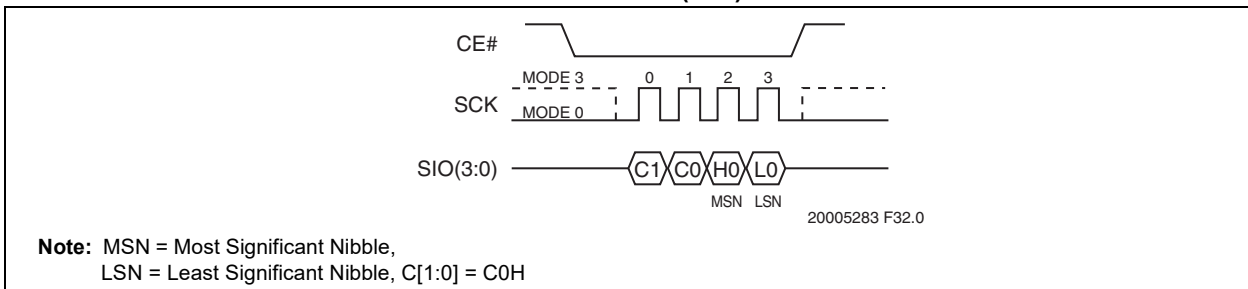 CE#
MODE 3 0 1 2 3
SCK
MODE 0
SIO(3:0) C1 C0 H0 L0
MSN LSN
20005283 F32.0
Note: MSN = Most Significant Nibble,
LSN = Least Significant Nibble, C[1:0] = C0H